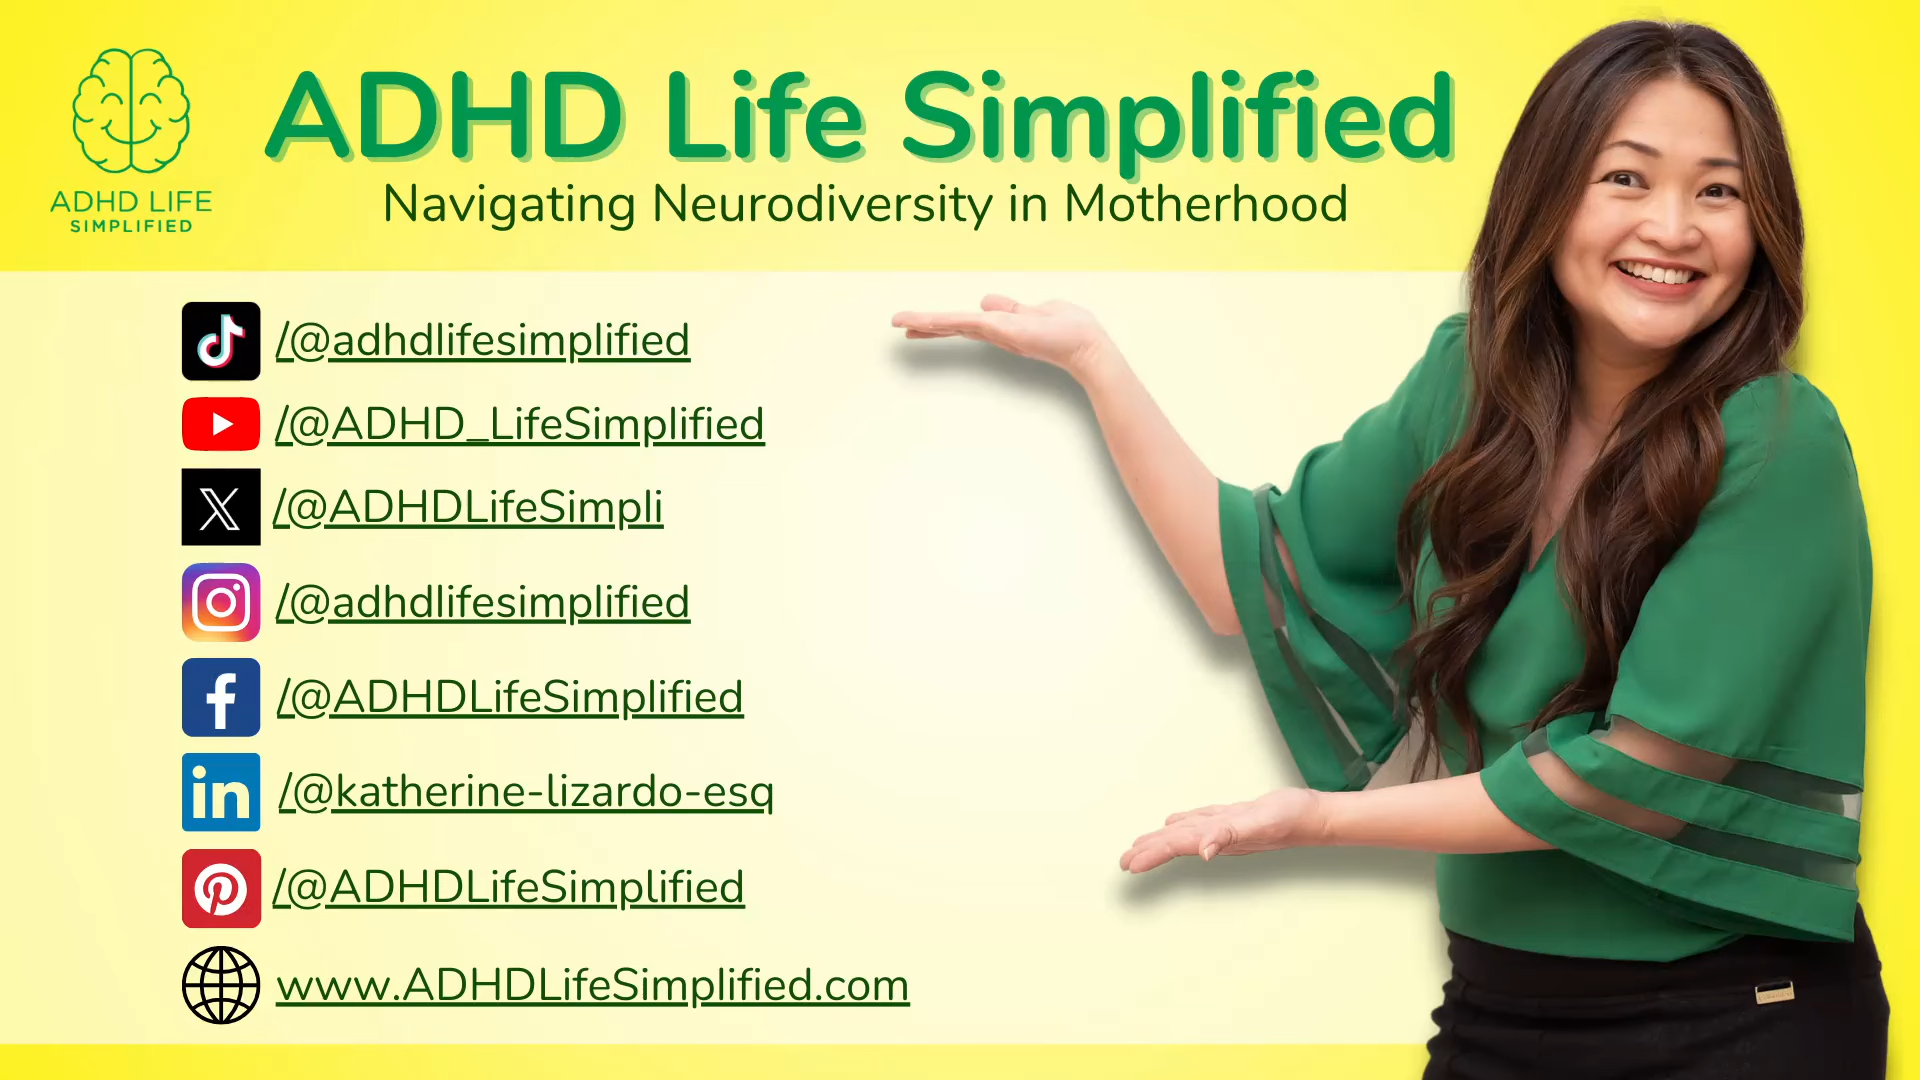 ADHD LIFE
SIMPLIFIED
ADHD Life Simplified
Navigating Neurodiversity in Motherhood
/@adhdlifesimplified
/@ADHD_LifeSimplified
/@ADHDLifeSimpli
/@adhdlifesimplified
/@ADHDLifeSimplified
in /@katherine-lizardo-esq
/@ADHDLifeSimplified
www.ADHDLifeSimplified.com